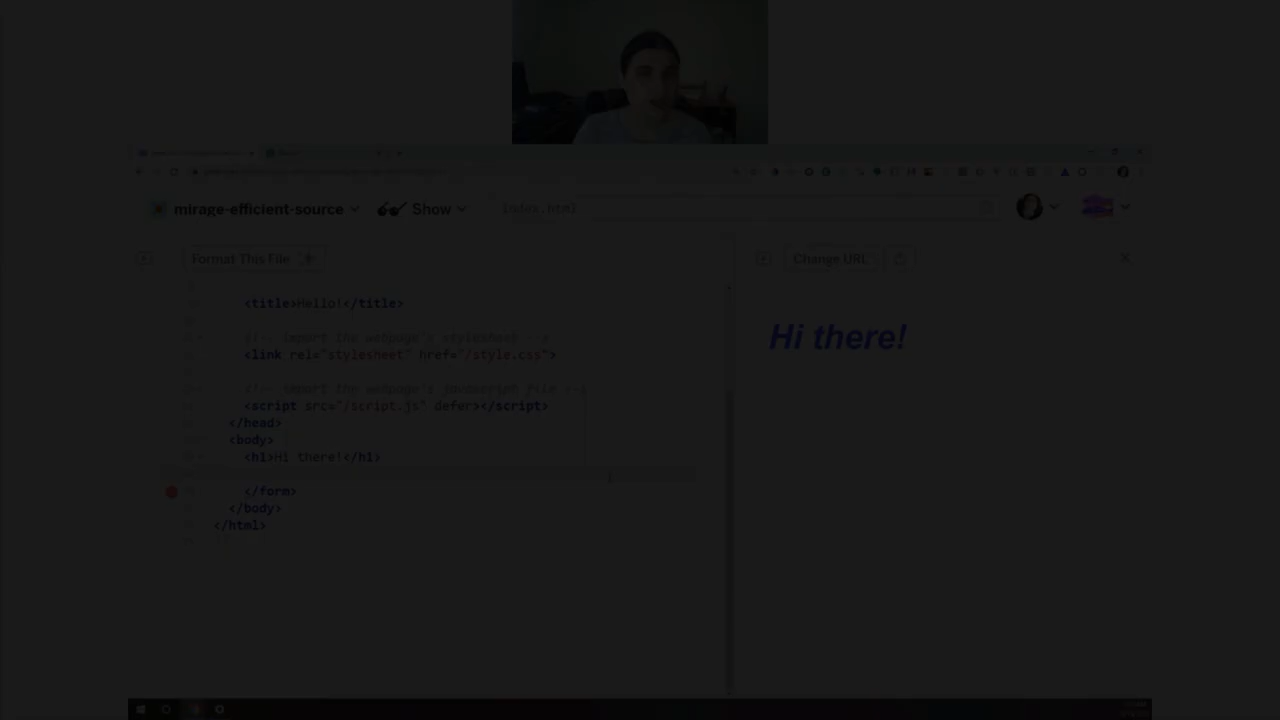 mirage-efficient-source
Show
index.html
Format This File
Change URL
<title>Hello!</title>
<!-- import the webpage's stylesheet -->
<link rel="stylesheet" href="/style.css">
<!-- import the webpage's javascript file -->
<script src="/script.js" defer></script>
</head>
<body>
<h1>Hi there!</h1>
</form>
</body>
</html>
Hi there!